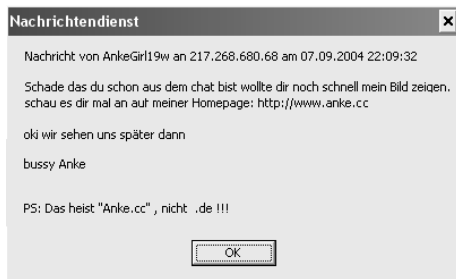 Nachrichtendienst
Nachricht von AnkeGirl19w an 217.268.680.68 am 07.09.2004 22:09:32
Schade das du schon aus dem chat bist wollte dir noch schnell mein Bild zeigen.
schau es dir mal an auf meiner Homepage: http://www.anke.cc
oki wir sehen uns später dann
bussy Anke
PS: Das heist "Anke.cc" , nicht .de !!!
OK